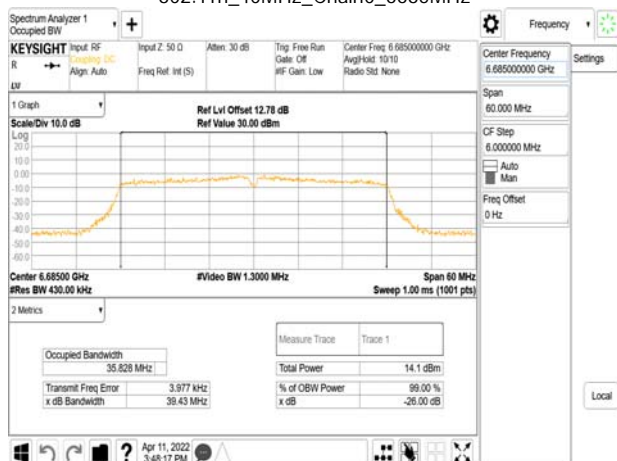 Spectrum Analyzer 1
Occupied BW
+
Frequency
KEYSIGHT Input: RF Input Z: 50 Ω Atten: 30 dB Trig: Free Run Center Freq: 6.685000000 GHz
R Coupling: DC Gate: Off Avg|Hold: 10/10
Align: Auto Freq Ref: Int (S) #IF Gain: Low Radio Std: None
Center Frequency
6.685000000 GHz
Settings
Span
60.000 MHz
CF Step
6.000000 MHz
Auto
Man
Freq Offset
0 Hz
Local
1 Graph
Ref Lvl Offset 12.78 dB
Scale/Div 10.0 dB Ref Value 30.00 dBm
Log
20.0
10.0
0.00
-10.0
-20.0
-30.0
-40.0
-50.0
-60.0
Center 6.68500 GHz #Video BW 1.3000 MHz Span 60 MHz
#Res BW 430.00 kHz Sweep 1.00 ms (1001 pts)
2 Metrics
Measure Trace Trace 1
Occupied Bandwidth
35.828 MHz
Total Power 14.1 dBm
Transmit Freq Error 3.977 kHz % of OBW Power 99.00 %
x dB Bandwidth 39.43 MHz x dB -26.00 dB
?
Apr 11, 2022
3:48:17 PM